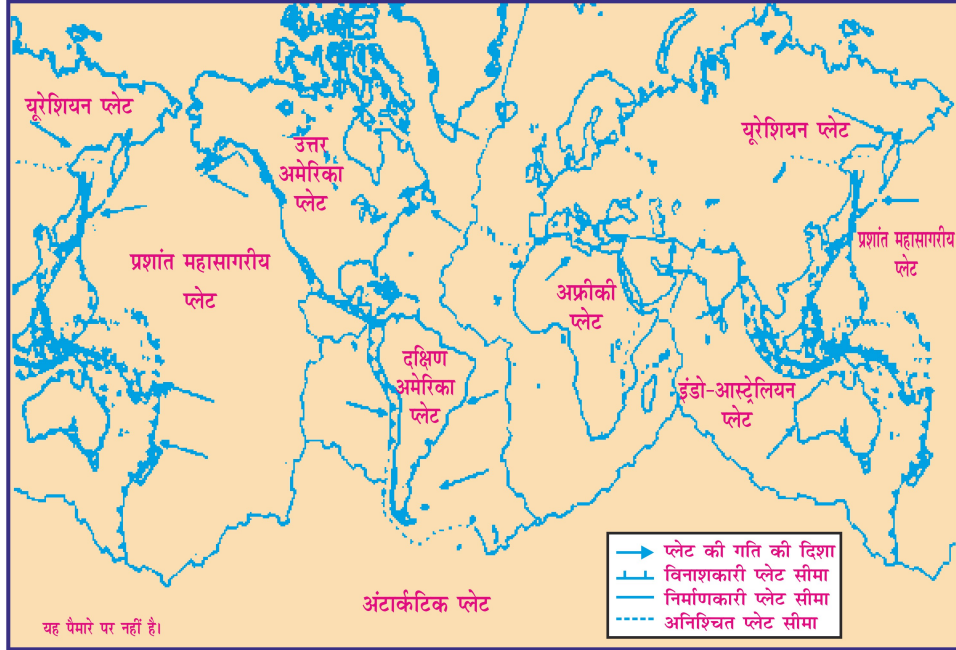 यूरेशियन प्लेट
उत्तर
अमेरिका
प्लेट
यूरेशियन प्लेट
प्रशांत महासागरीय
प्लेट
अफ्रीकी
प्लेट
प्रशांत महासागरीय
प्लेट
दक्षिण
अमेरिका
प्लेट
इंडो-आस्ट्रेलियन
प्लेट
अंटार्कटिक प्लेट
प्लेट की गति की दिशा
विनाशकारी प्लेट सीमा
निर्माणकारी प्लेट सीमा
अनिश्चित प्लेट सीमा
यह पैमारे पर नहीं है।